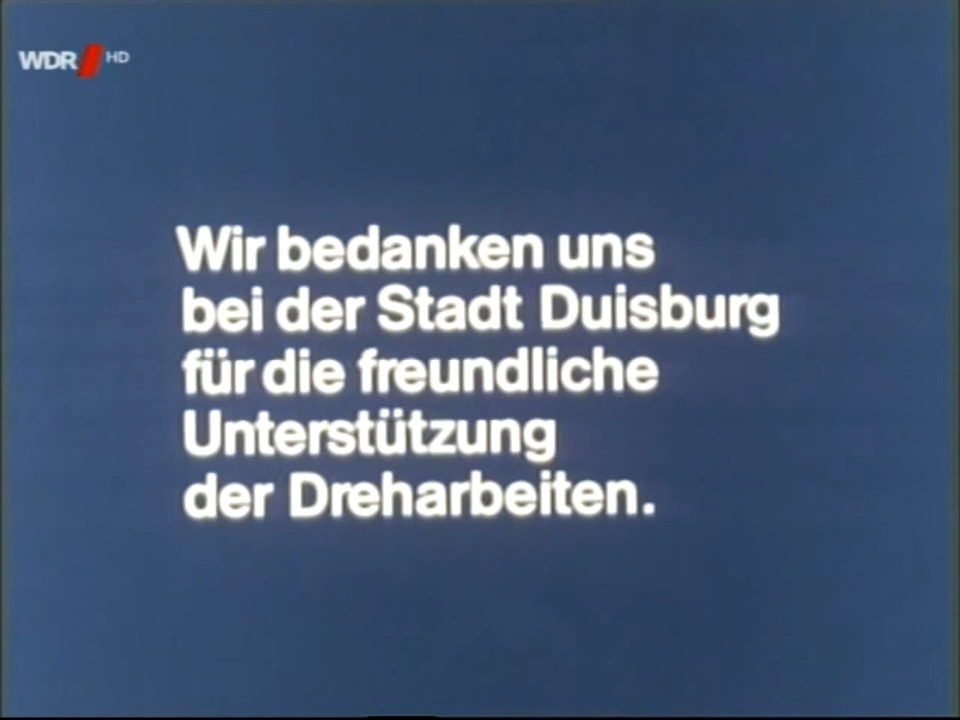 WDR HD
Wir bedanken uns
bei der Stadt Duisburg
für die freundliche
Unterstützung
der Dreharbeiten.